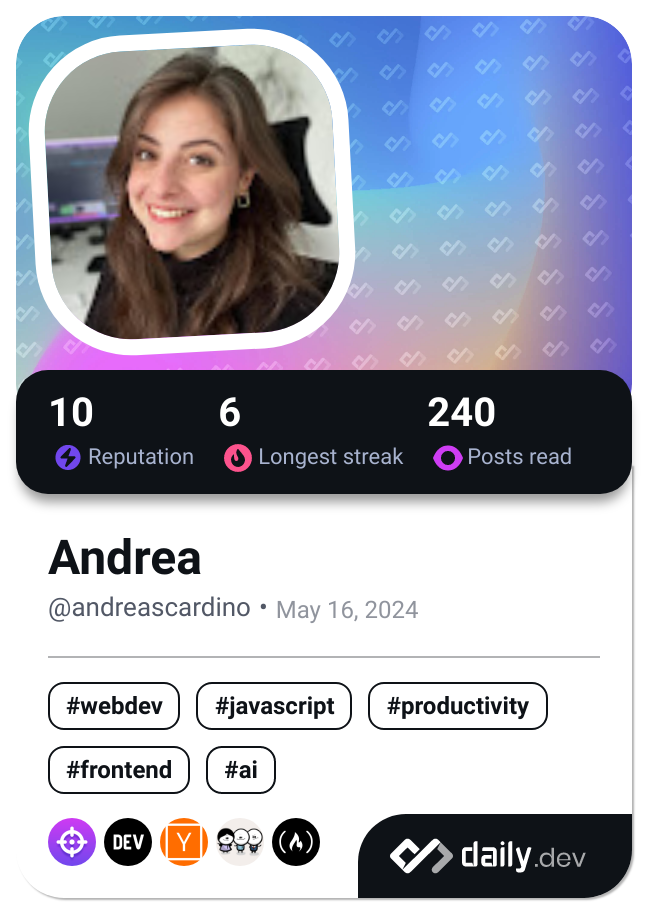 10 6 240
Reputation Longest streak Posts read
Andrea
@andreascardino • May 16, 2024
#webdev #javascript #productivity
#frontend #ai
DEV Y daily.dev